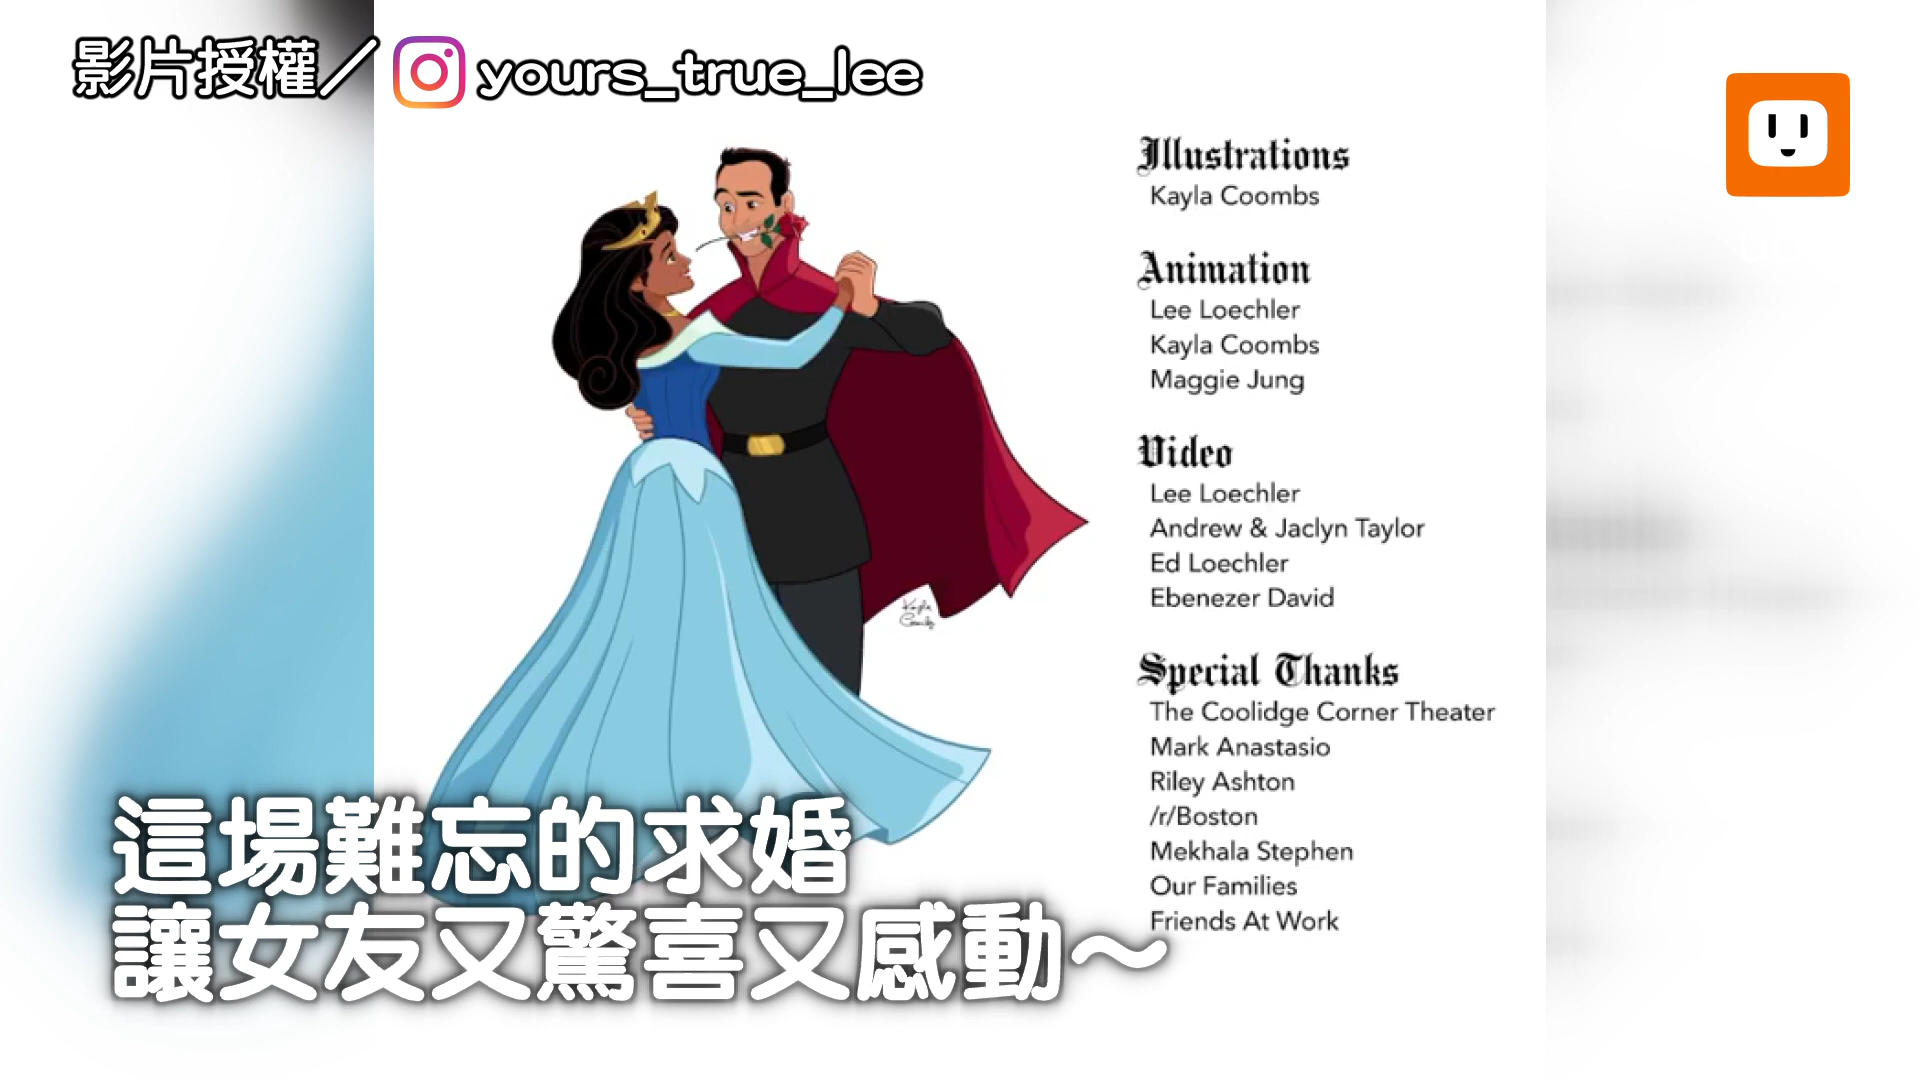 影片授權／ yours_true_lee
Illustrations
Kayla Coombs
Animation
Lee Loechler
Kayla Coombs
Maggie Jung
Video
Lee Loechler
Andrew & Jaclyn Taylor
Ed Loechler
Ebenezer David
Kayla
Coombs
Special Thanks
The Coolidge Corner Theater
Mark Anastasio
Riley Ashton
/r/Boston
Mekhala Stephen
Our Families
Friends At Work
這場難忘的求婚
讓女友又驚喜又感動～